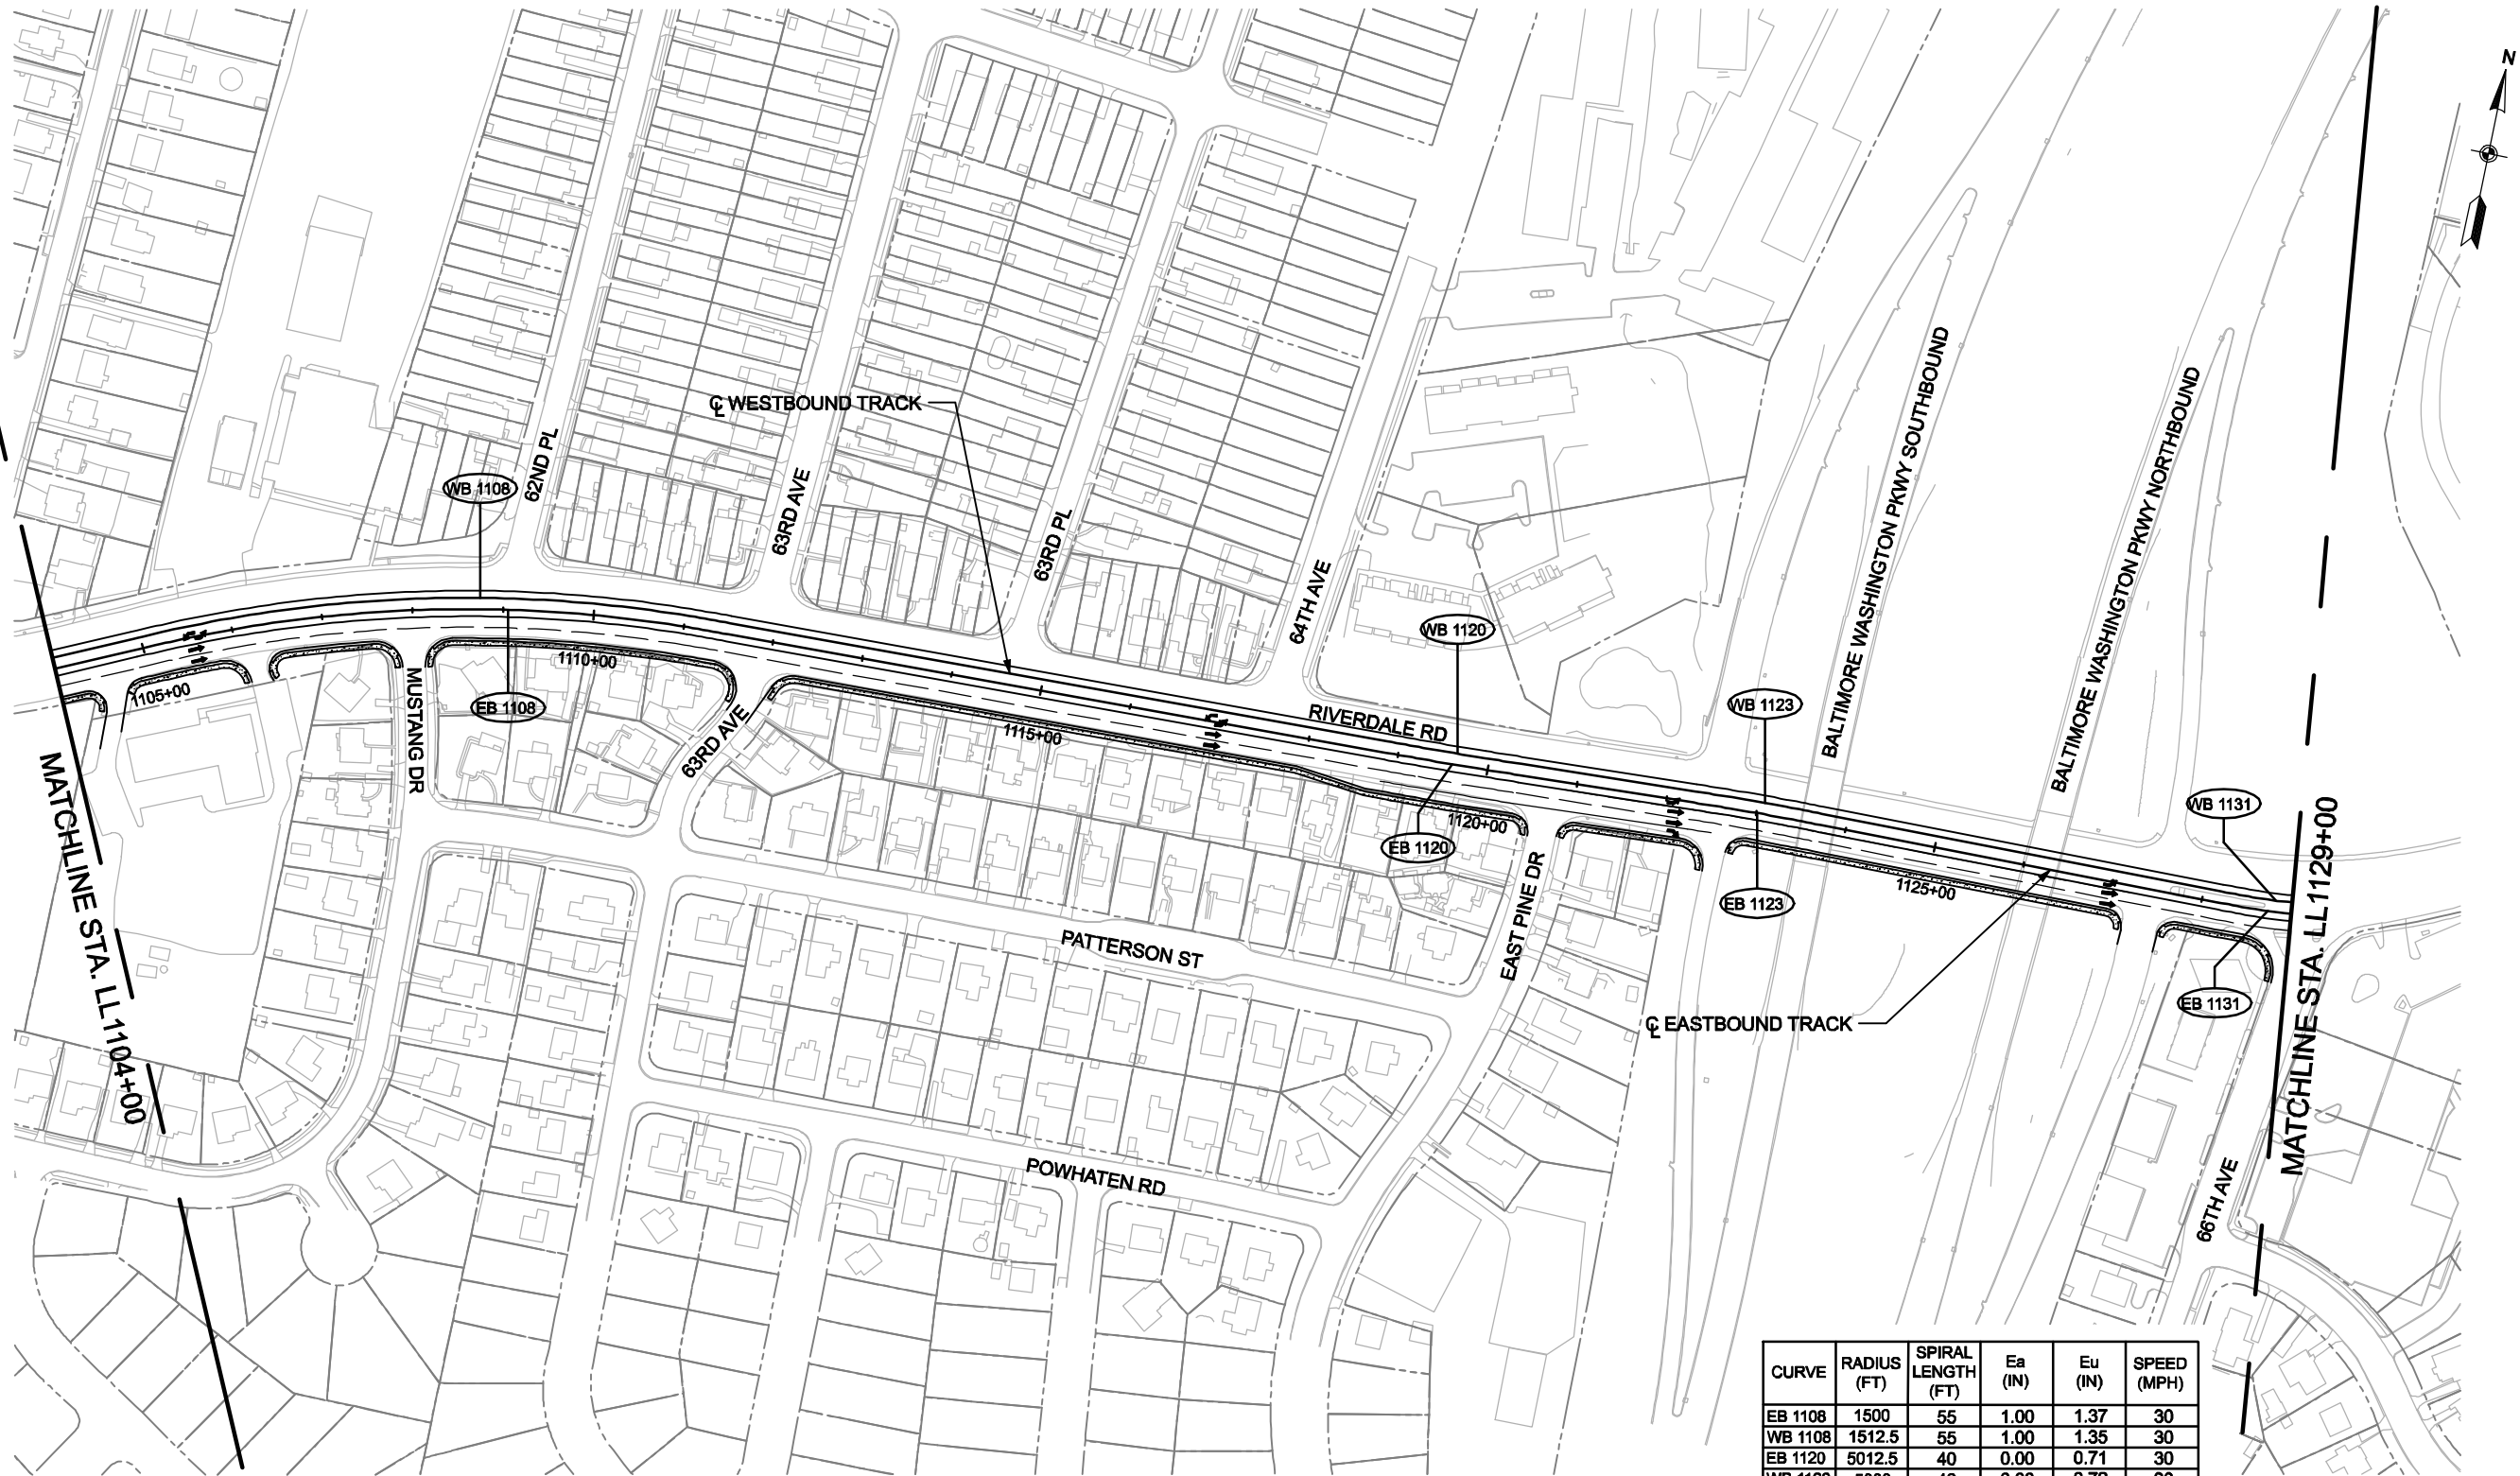 N
℄ WESTBOUND TRACK
WB 1108
62ND PL
63RD AVE
63RD PL
64TH AVE
WB 1120
WB 1123
BALTIMORE WASHINGTON PKWY SOUTHBOUND
BALTIMORE WASHINGTON PKWY NORTHBOUND
WB 1131
1105+00
1110+00
EB 1108
MUSTANG DR
63RD AVE
1115+00
RIVERDALE RD
1120+00
EB 1120
EB 1123
1125+00
EB 1131
EAST PINE DR
PATTERSON ST
℄ EASTBOUND TRACK
MATCHLINE STA. LL1104+00
MATCHLINE STA. LL1129+00
POWHATEN RD
66TH AVE
CURVE RADIUS (FT) SPIRAL LENGTH (FT) Ea (IN) Eu (IN) SPEED (MPH)
EB 1108 1500 55 1.00 1.37 30
WB 1108 1512.5 55 1.00 1.35 30
EB 1120 5012.5 40 0.00 0.71 30